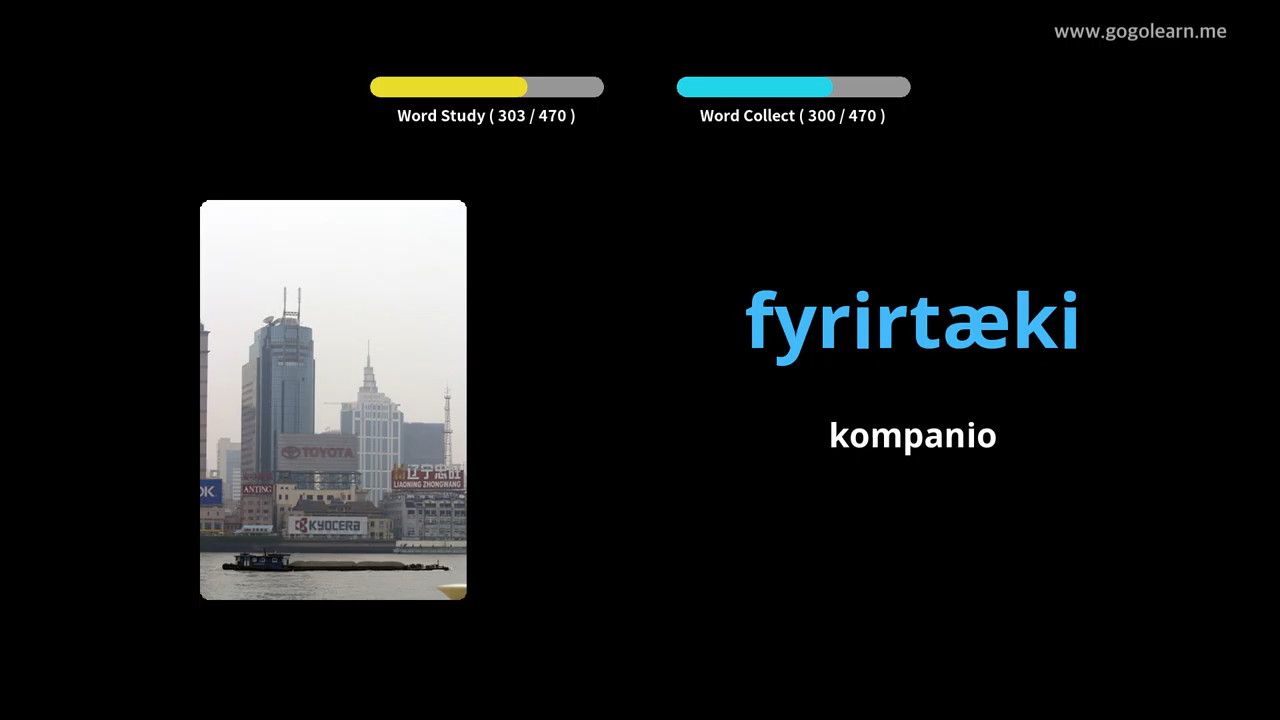 www.gogolearn.me
Word Study ( 303 / 470 )
Word Collect ( 300 / 470 )
fyrirtæki
kompanio
TOYOTA
辽宁忠旺
LIAONING ZHONGWANG
ANTING
KYOCERA